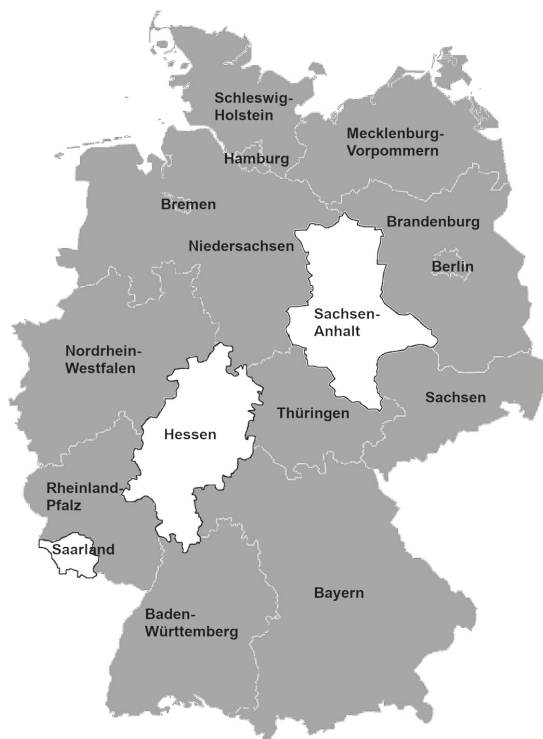 Schleswig-
Holstein
Mecklenburg-
Vorpommern
Hamburg
Bremen
Brandenburg
Niedersachsen
Berlin
Sachsen-
Anhalt
Nordrhein-
Westfalen
Sachsen
Thüringen
Hessen
Rheinland-
Pfalz
Saarland
Bayern
Baden-
Württemberg